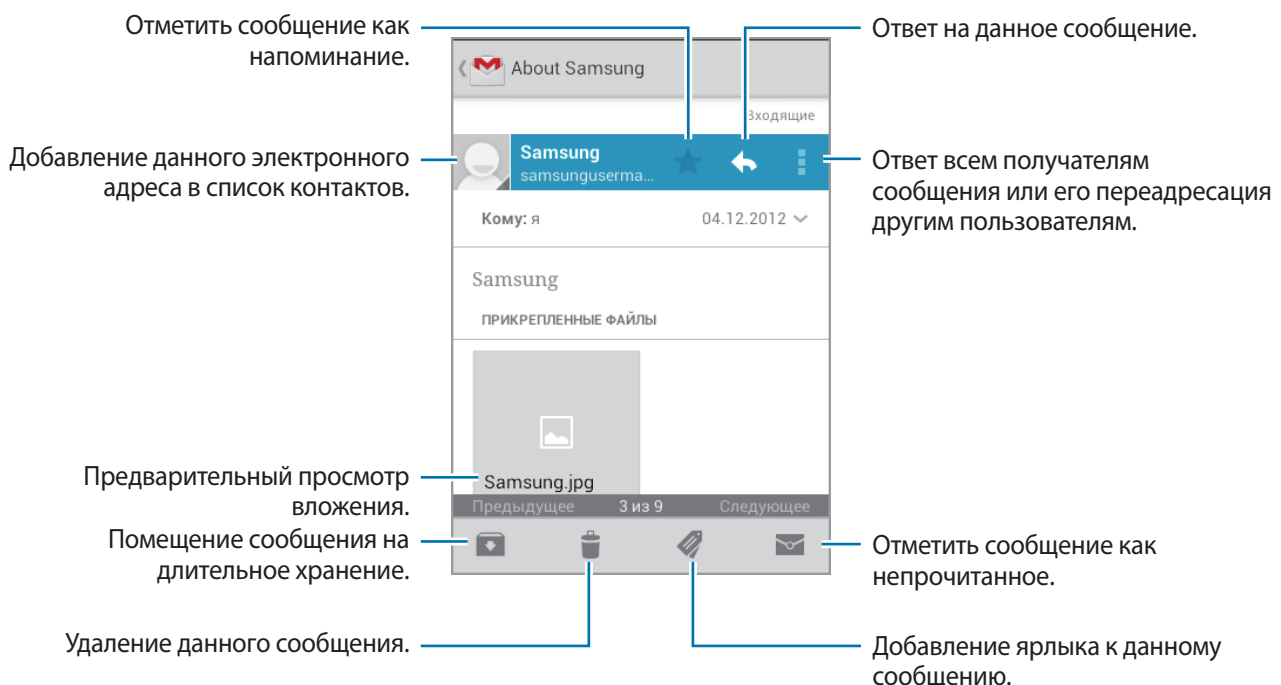 Отметить сообщение как
напоминание.
Ответ на данное сообщение.
About Samsung
Входящие
Добавление данного электронного
адреса в список контактов.
Samsung
samsunguserma...
Ответ всем получателям
сообщения или его переадресация
другим пользователям.
Кому: я
04.12.2012
Samsung
ПРИКРЕПЛЕННЫЕ ФАЙЛЫ
Предварительный просмотр
вложения.
Samsung.jpg
Предыдущее 3 из 9 Следующее
Помещение сообщения на
длительное хранение.
Отметить сообщение как
непрочитанное.
Удаление данного сообщения.
Добавление ярлыка к данному
сообщению.